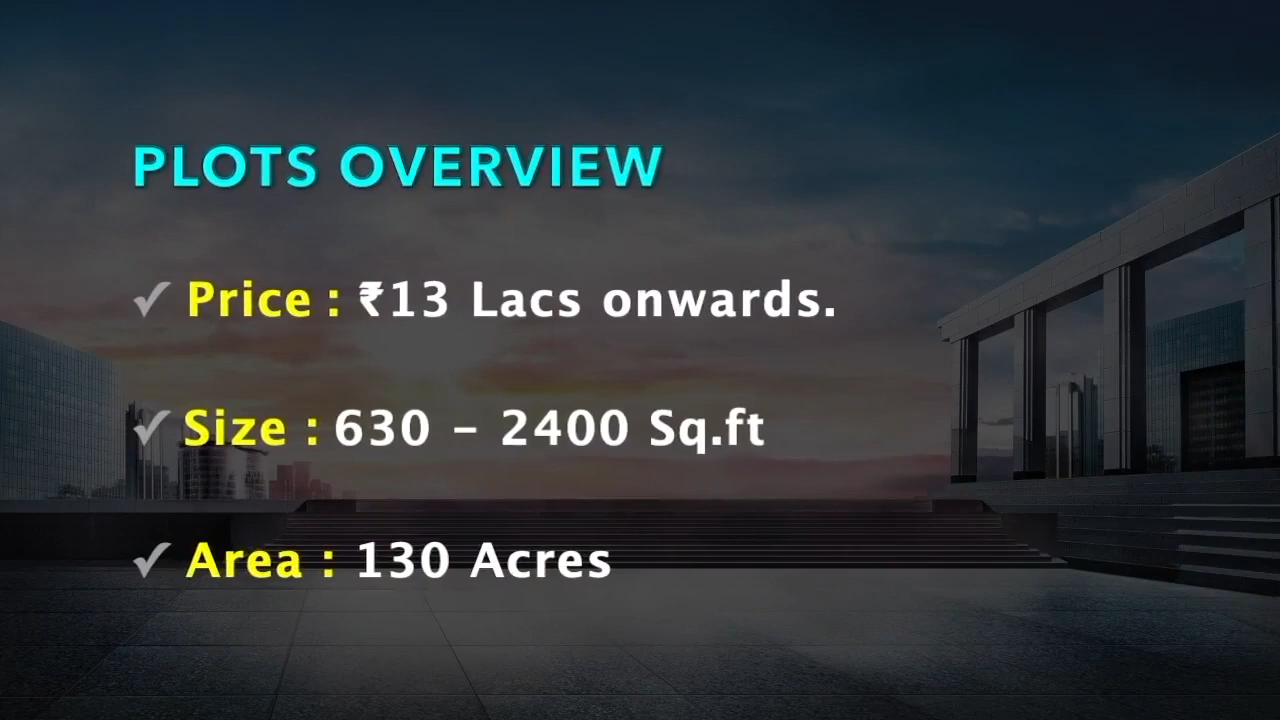 PLOTS OVERVIEW
✓ Price : ₹13 Lacs onwards.
✓ Size : 630 – 2400 Sq.ft
✓ Area : 130 Acres